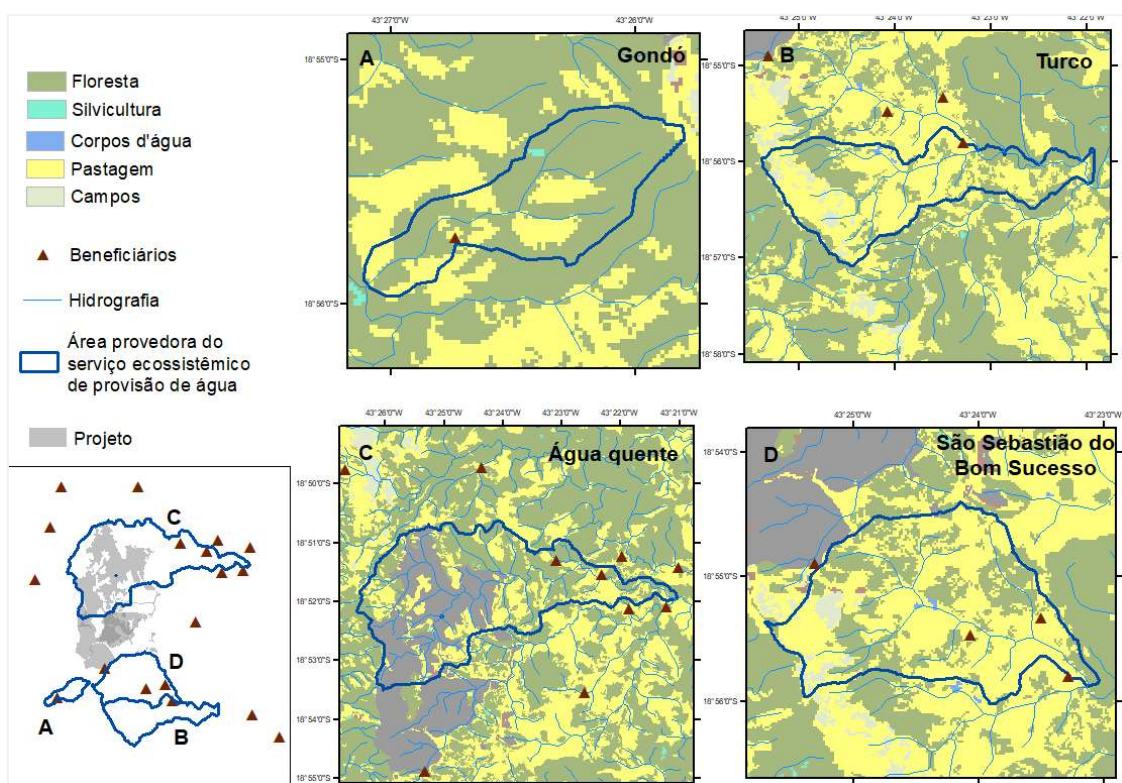 Floresta
Silvicultura
Corpos d'água
Pastagem
Campos
Beneficiários
Hidrografia
Área provedora do
serviço ecossistêmico
de provisão de água
Projeto
C
D
A
B
43°27'0"W
43°26'0"W
A
Gondó
18°55'0"S
18°56'0"S
43°25'0"W
43°24'0"W
43°23'0"W
43°22'0"W
B
Turco
18°55'0"S
18°56'0"S
18°57'0"S
18°58'0"S
43°26'0"W
43°25'0"W
43°24'0"W
43°23'0"W
43°22'0"W
43°21'0"W
C
Água quente
18°50'0"S
18°51'0"S
18°52'0"S
18°53'0"S
18°54'0"S
18°55'0"S
43°25'0"W
43°24'0"W
43°23'0"W
D
São Sebastião do
Bom Sucesso
18°54'0"S
18°55'0"S
18°56'0"S